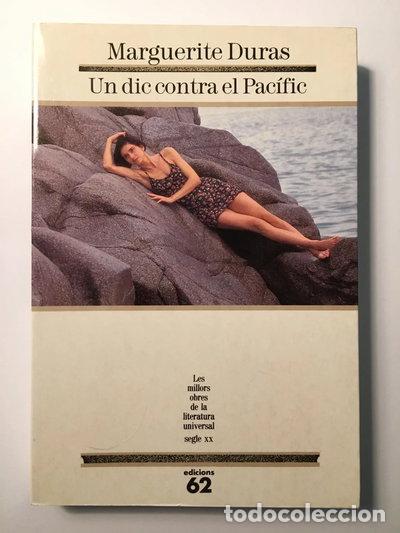 Marguerite Duras
Un dic contra el Pacífic
Les
millors
obres
de la
literatura
universal
segle xx
edicions
62
todocoleccion